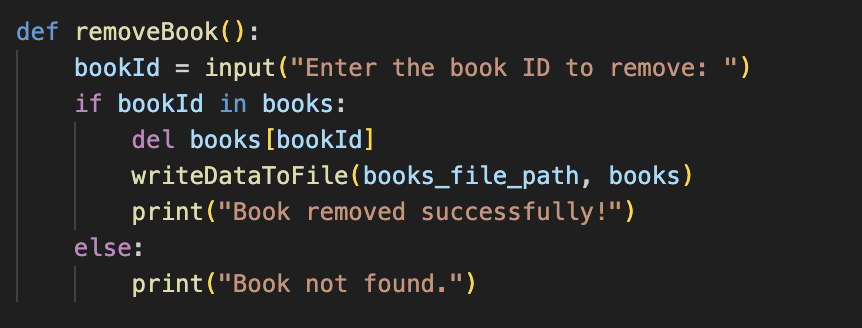 def removeBook():
    bookId = input("Enter the book ID to remove: ")
    if bookId in books:
        del books[bookId]
        writeDataToFile(books_file_path, books)
        print("Book removed successfully!")
    else:
        print("Book not found.")